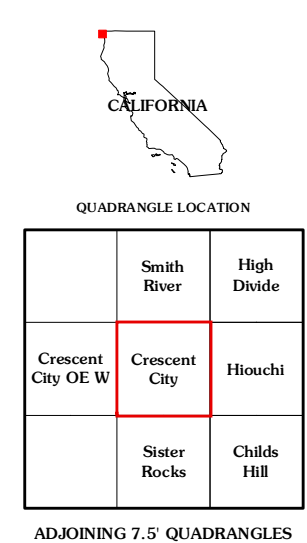 CALIFORNIA
QUADRANGLE LOCATION
Smith
River
High
Divide
Crescent
City OE W
Crescent
City
Hiouchi
Sister
Rocks
Childs
Hill
ADJOINING 7.5' QUADRANGLES